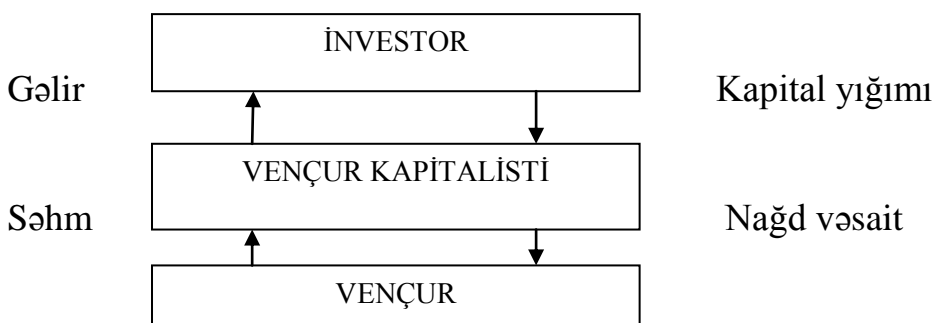 İNVESTOR
Gəlir
Kapital yığımı
VENÇUR KAPİTALİSTİ
Səhm
Nağd vəsait
VENÇUR